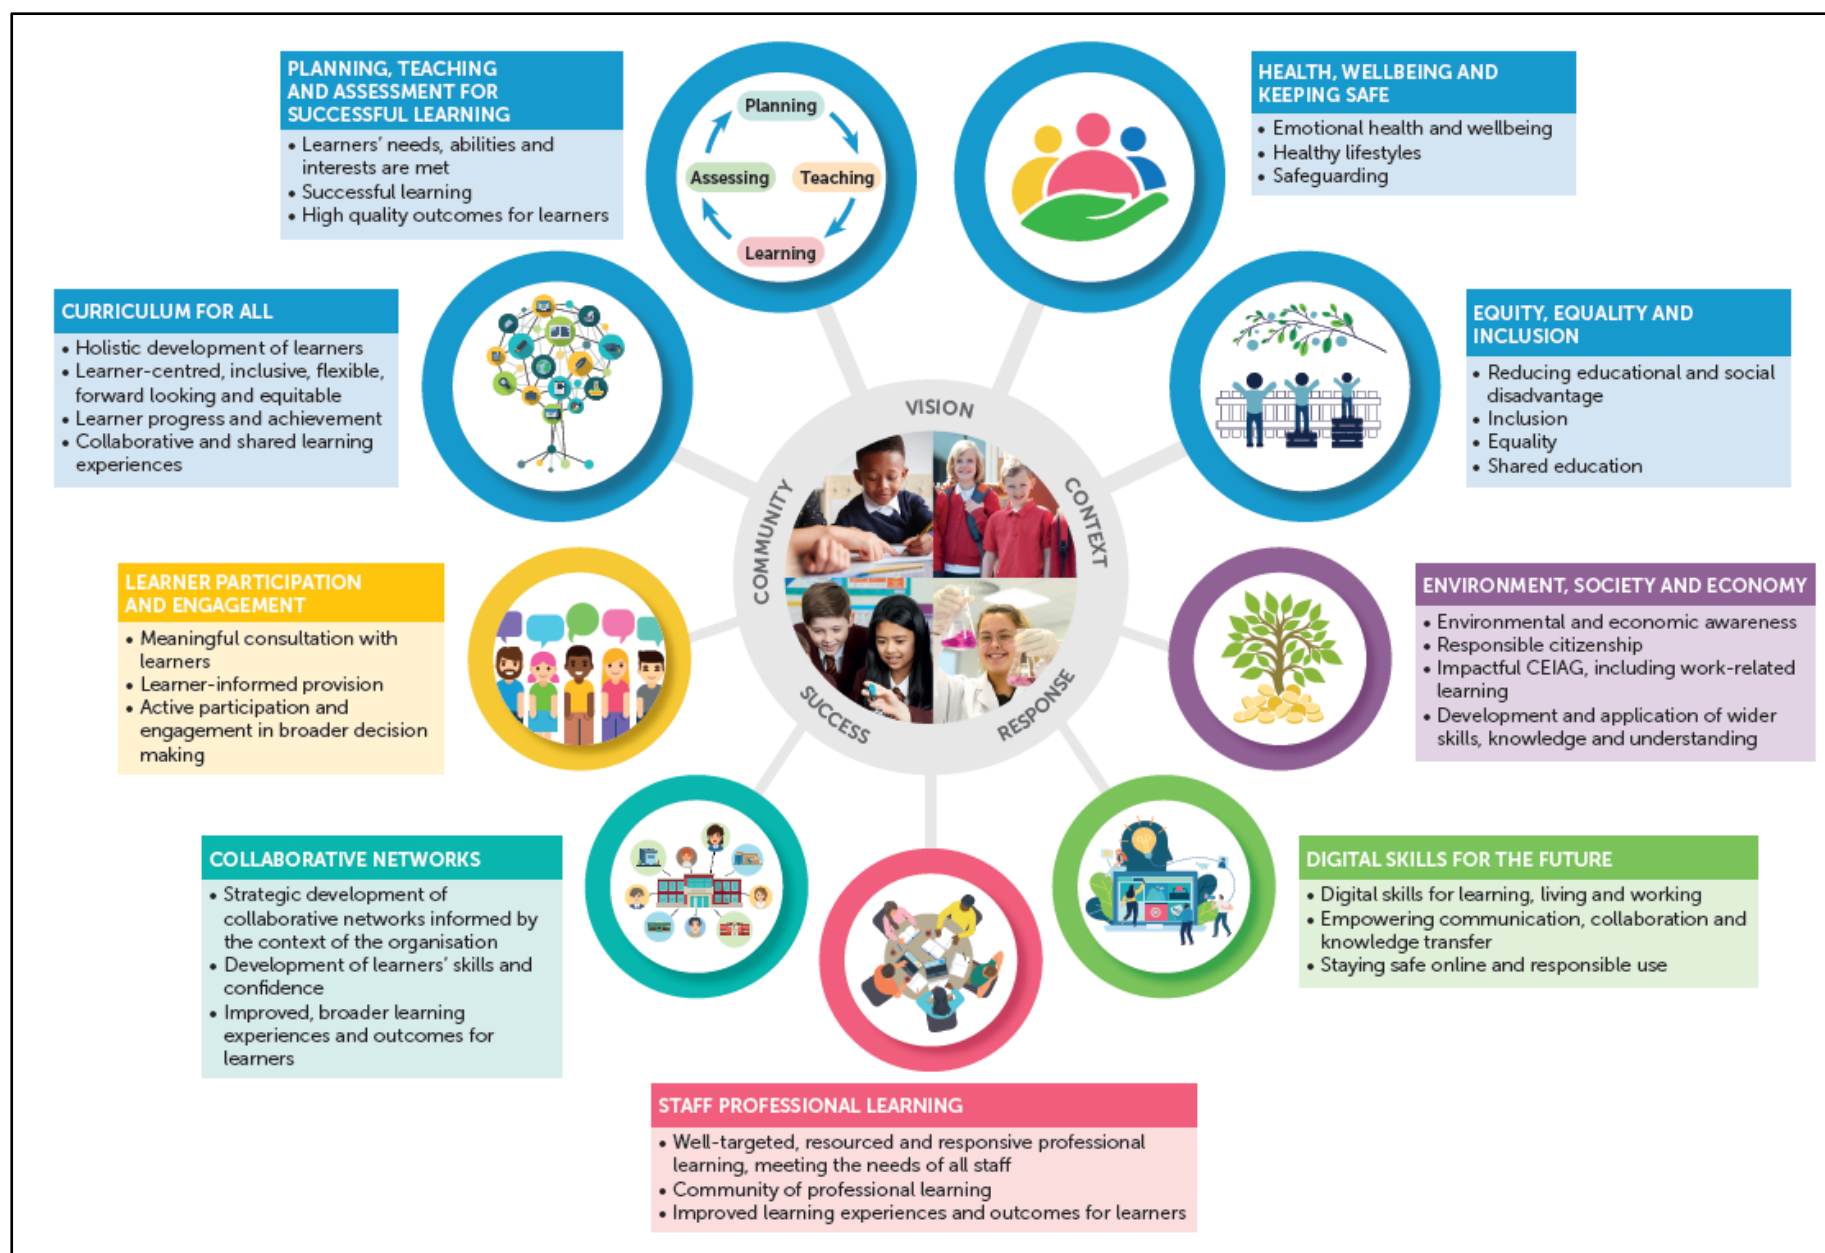 PLANNING, TEACHING
AND ASSESSMENT FOR
SUCCESSFUL LEARNING
• Learners' needs, abilities and
interests are met
• Successful learning
• High quality outcomes for learners
Planning
Teaching
Learning
Assessing
HEALTH, WELLBEING AND
KEEPING SAFE
• Emotional health and wellbeing
• Healthy lifestyles
• Safeguarding
CURRICULUM FOR ALL
• Holistic development of learners
• Learner-centred, inclusive, flexible,
forward looking and equitable
• Learner progress and achievement
• Collaborative and shared learning
experiences
EQUITY, EQUALITY AND
INCLUSION
• Reducing educational and social
disadvantage
• Inclusion
• Equality
• Shared education
VISION
CONTEXT
RESPONSE
SUCCESS
COMMUNITY
LEARNER PARTICIPATION
AND ENGAGEMENT
• Meaningful consultation with
learners
• Learner-informed provision
• Active participation and
engagement in broader decision
making
ENVIRONMENT, SOCIETY AND ECONOMY
• Environmental and economic awareness
• Responsible citizenship
• Impactful CEIAG, including work-related
learning
• Development and application of wider
skills, knowledge and understanding
COLLABORATIVE NETWORKS
• Strategic development of
collaborative networks informed by
the context of the organisation
• Development of learners' skills and
confidence
• Improved, broader learning
experiences and outcomes for
learners
DIGITAL SKILLS FOR THE FUTURE
• Digital skills for learning, living and working
• Empowering communication, collaboration and
knowledge transfer
• Staying safe online and responsible use
STAFF PROFESSIONAL LEARNING
• Well-targeted, resourced and responsive professional
learning, meeting the needs of all staff
• Community of professional learning
• Improved learning experiences and outcomes for learners